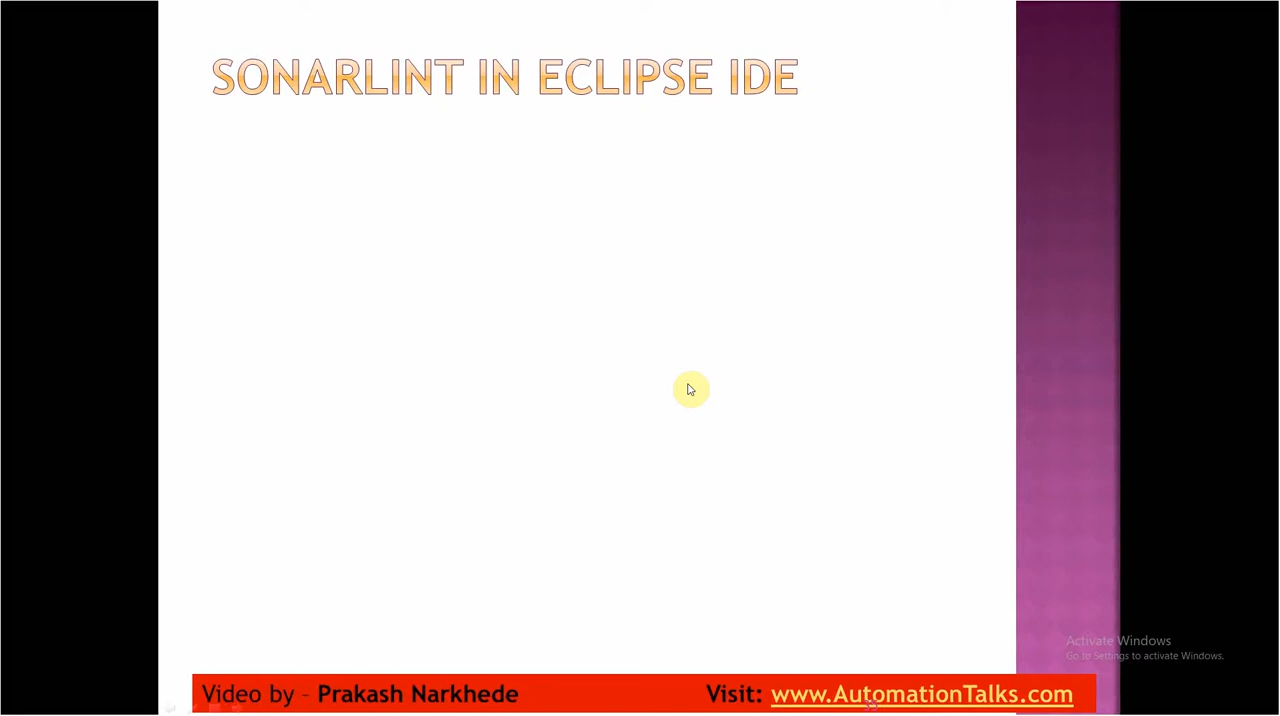 SONARLINT IN ECLIPSE IDE
Activate Windows
Go to Settings to activate Windows.
Video by - Prakash Narkhede Visit: www.AutomationTalks.com